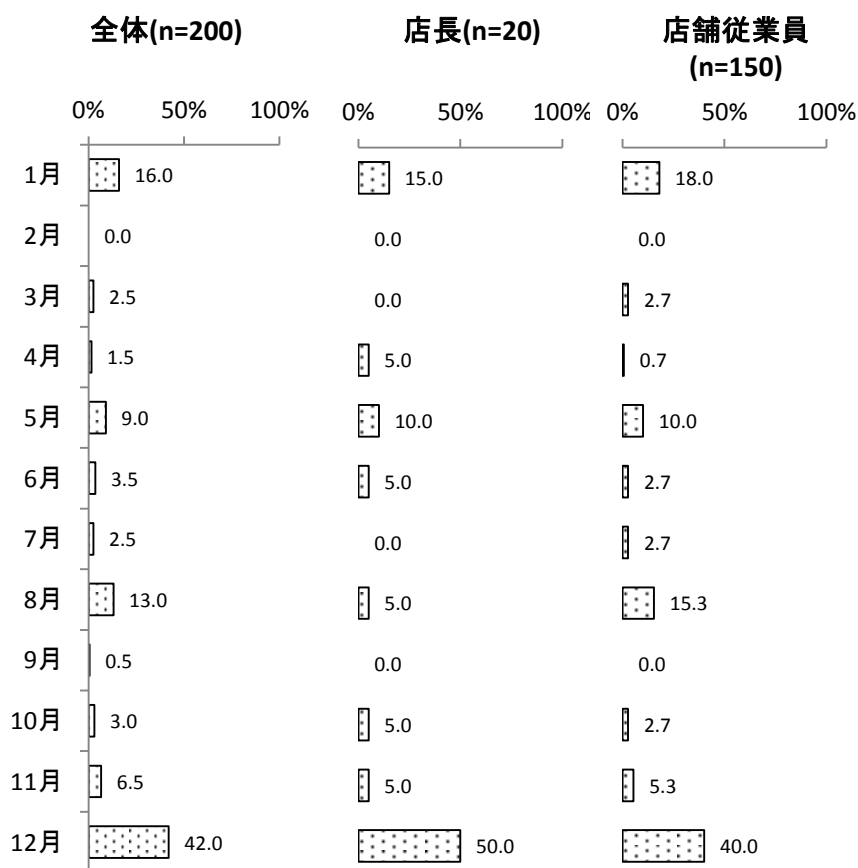 全体(n=200)
店長(n=20)
店舗従業員
(n=150)
0% 50% 100%
0% 50% 100%
0% 50% 100%
1月 16.0 15.0 18.0
2月 0.0 0.0 0.0
3月 2.5 0.0 2.7
4月 1.5 5.0 0.7
5月 9.0 10.0 10.0
6月 3.5 5.0 2.7
7月 2.5 0.0 2.7
8月 13.0 5.0 15.3
9月 0.5 0.0 0.0
10月 3.0 5.0 2.7
11月 6.5 5.0 5.3
12月 42.0 50.0 40.0